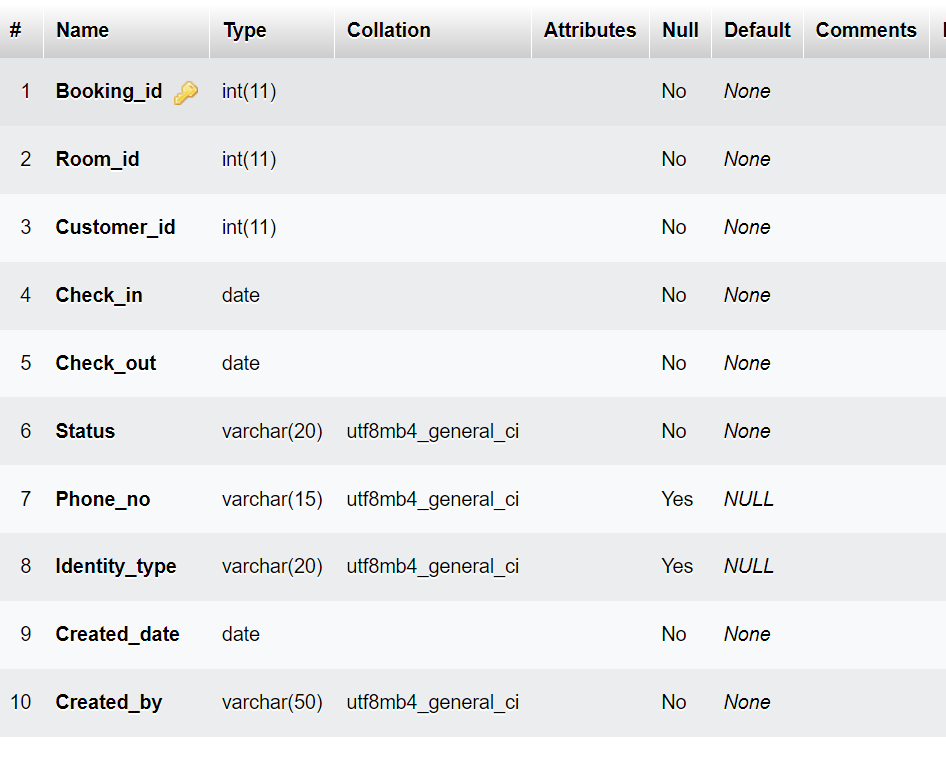 # Name Type Collation Attributes Null Default Comments
1 Booking_id int(11) No None
2 Room_id int(11) No None
3 Customer_id int(11) No None
4 Check_in date No None
5 Check_out date No None
6 Status varchar(20) utf8mb4_general_ci No None
7 Phone_no varchar(15) utf8mb4_general_ci Yes NULL
8 Identity_type varchar(20) utf8mb4_general_ci Yes NULL
9 Created_date date No None
10 Created_by varchar(50) utf8mb4_general_ci No None